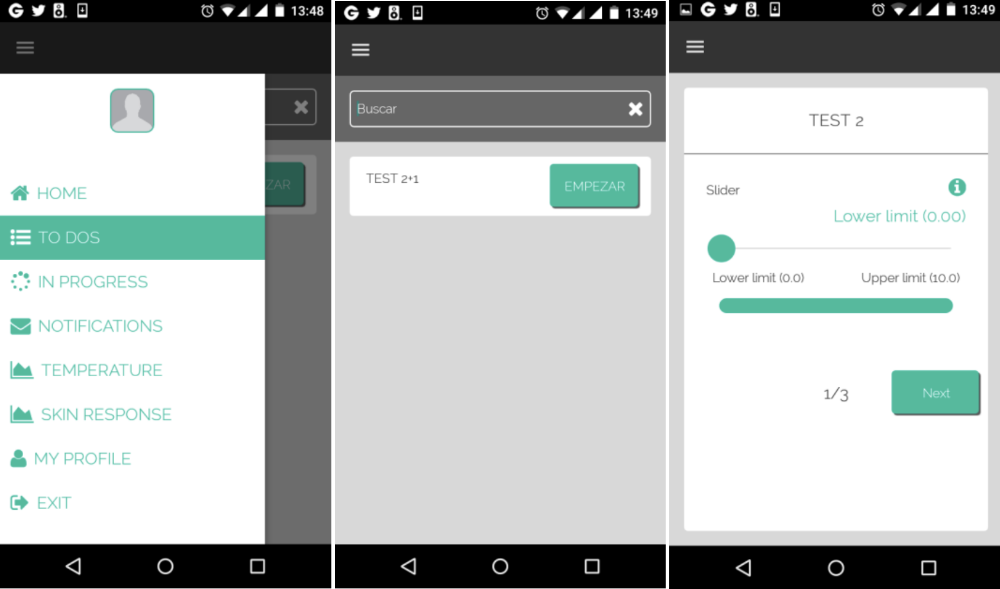 13:48
ZAR
HOME
TO DOS
IN PROGRESS
NOTIFICATIONS
TEMPERATURE
SKIN RESPONSE
MY PROFILE
EXIT
13:49
Buscar
TEST 2+1
EMPEZAR
13:49
TEST 2
Slider
Lower limit (0.00)
Lower limit (0.0) Upper limit (10.0)
1/3 Next